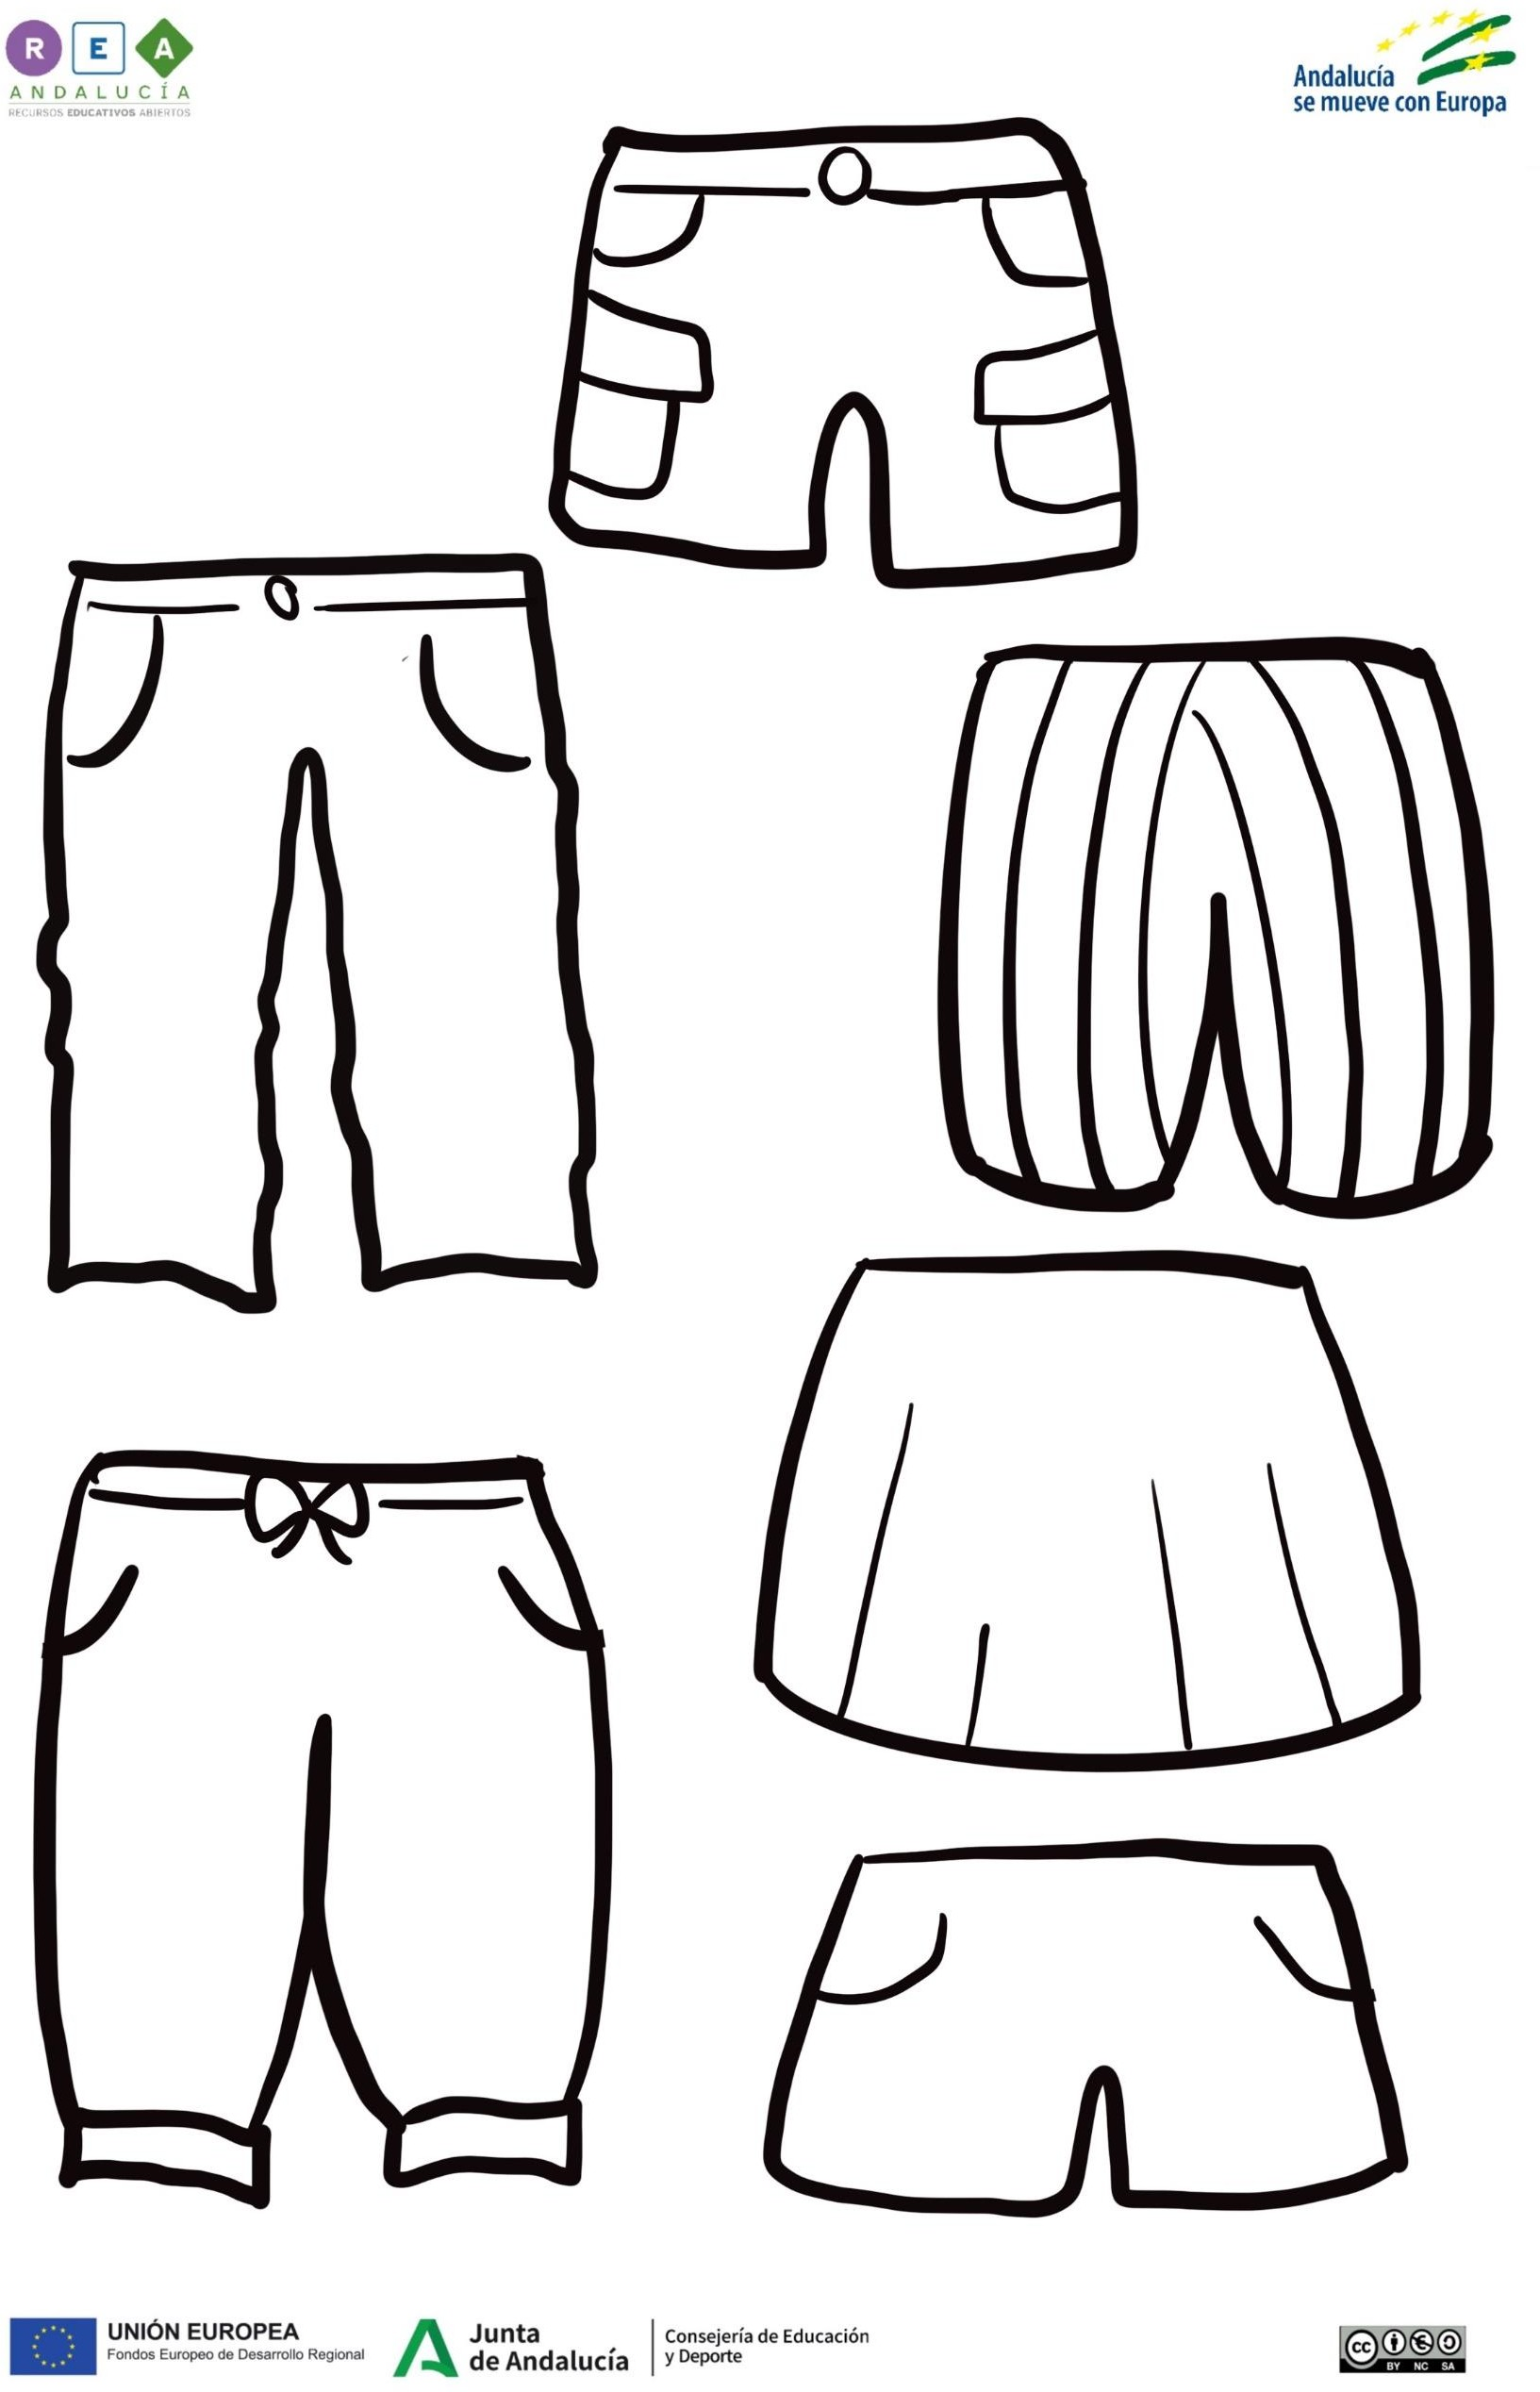 R E A
ANDALUCÍA
RECURSOS EDUCATIVOS ABIERTOS
Andalucía
se mueve con Europa
UNIÓN EUROPEA
Fondos Europeo de Desarrollo Regional
Junta
de Andalucía
Consejería de Educación
y Deporte
cc
BY NC SA